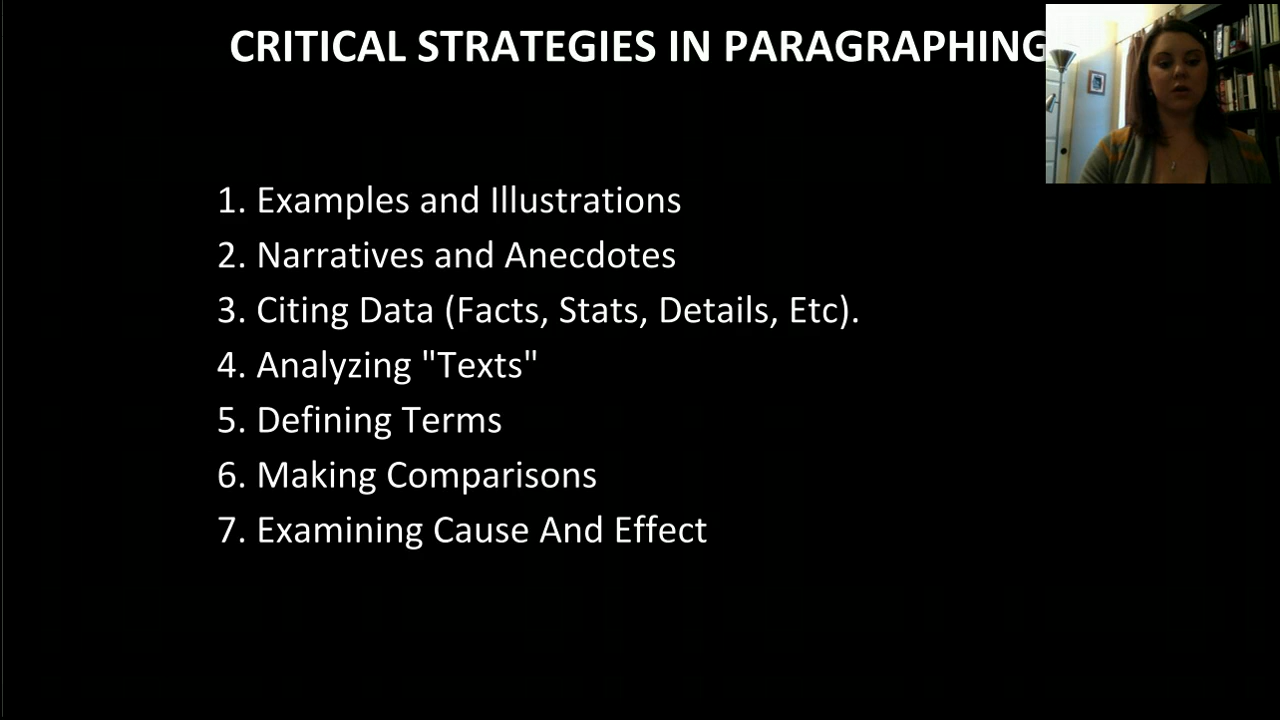 CRITICAL STRATEGIES IN PARAGRAPHING
1. Examples and Illustrations
2. Narratives and Anecdotes
3. Citing Data (Facts, Stats, Details, Etc).
4. Analyzing "Texts"
5. Defining Terms
6. Making Comparisons
7. Examining Cause And Effect